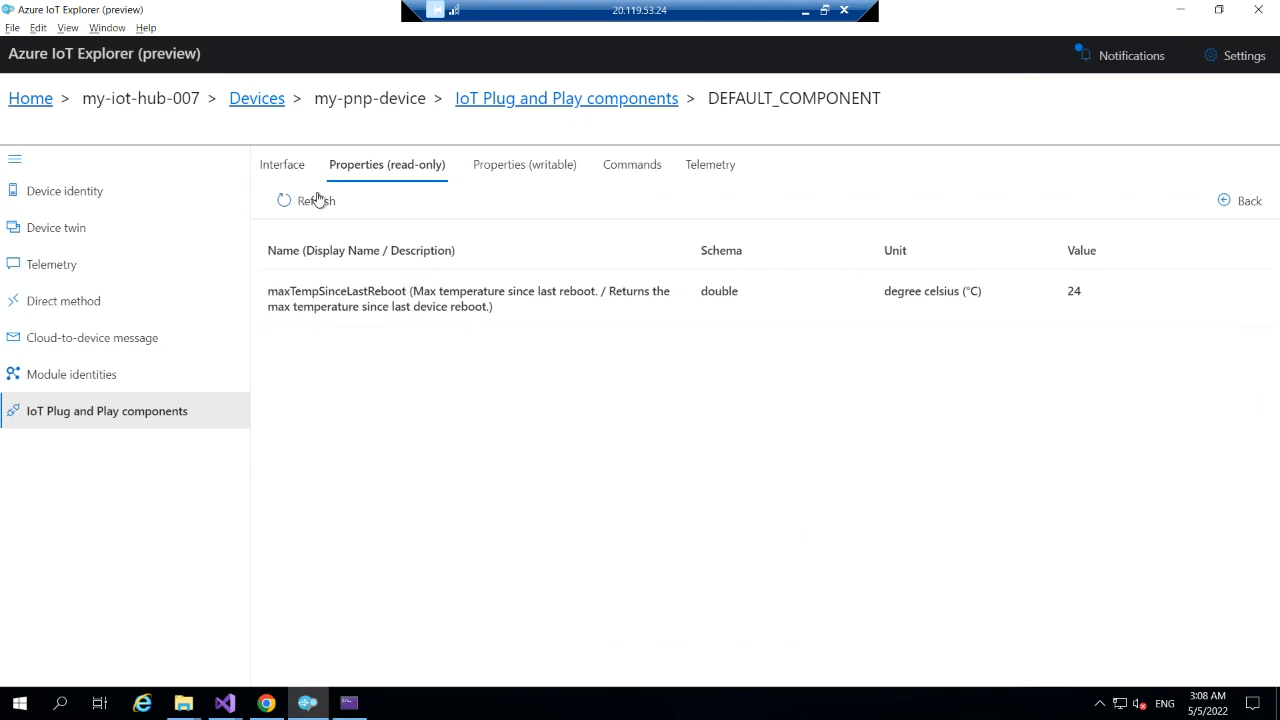 Azure IoT Explorer (preview)
20.119.53.24
File Edit View Window Help
Azure IoT Explorer (preview)
Notifications
Settings
Home > my-iot-hub-007 > Devices > my-pnp-device > IoT Plug and Play components > DEFAULT_COMPONENT
Interface Properties (read-only) Properties (writable) Commands Telemetry
Refresh
Back
Device identity
Device twin
Telemetry
Direct method
Cloud-to-device message
Module identities
IoT Plug and Play components
Name (Display Name / Description) Schema Unit Value
maxTempSinceLastReboot (Max temperature since last reboot. / Returns the double degree celsius (°C) 24
max temperature since last device reboot.)
ENG
3:08 AM
5/5/2022